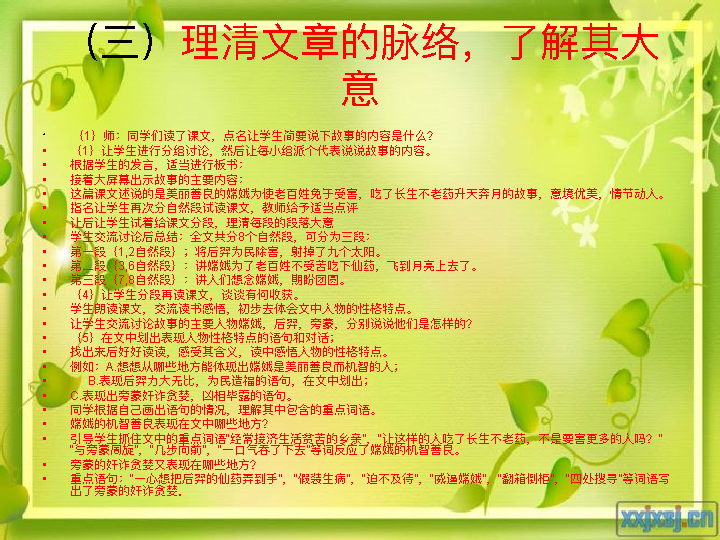 （三）理清文章的脉络，了解其大
意
• ｛1｝师：同学们读了课文，点名让学生简要说下故事的内容是什么？
• ｛1｝让学生进行分组讨论，然后让每小组派个代表说说故事的内容。
• 根据学生的发言，适当进行板书：
• 接着大屏幕出示故事的主要内容：
• 这篇课文还说的是美丽善良的嫦娥为使老百姓免于受害，吃了长生不老药升天奔月的故事，意境优美，情节动人。
• 指名让学生再次分自然段试读课文，教师给予适当点评
• 让后让学生试着给课文分段，理清每段的段落大意
• 学生交流讨论后总结：全文共分8个自然段，可分为三段：
• 第一段｛1,2自然段｝；将后羿为民除害，射掉了九个太阳。
• 第二段｛3,6自然段｝：讲嫦娥为了老百姓不受苦吃下仙药，飞到月亮上去了。
• 第三段｛7,8自然段｝：讲人们想念嫦娥，期盼团圆。
• ｛4｝让学生分段再读课文，谈谈有何收获。
• 学生朗读课文，交流读书感悟，初步去体会文中人物的性格特点。
• 让学生交流讨论故事的主要人物嫦娥，后羿，旁蒙，分别说说他们是怎样的？
• ｛5｝在文中划出表现人物性格特点的语句和对话；
• 找出来后好好读读，感受其含义，读中感悟人物的性格特点。
• 例如：A.想想从哪些地方能体现出嫦娥是美丽善良而机智的人；
• B.表现后羿力大无比，为民造福的语句，在文中划出；
• C.表现出旁蒙奸诈贪婪，凶相毕露的语句。
• 同学根据自己画出语句的情况，理解其中包含的重点词语。
• 嫦娥的机智善良表现在文中哪些地方？
• 引导学生抓住文中的重点词语"经常接济生活贫苦的乡亲"，"让这样的人吃了长生不老药，不是要害更多的人吗？"
"与旁蒙周旋"，"几步向前"，"一口气吞了下去"等词反应了嫦娥的机智善良。
• 旁蒙的奸诈贪婪又表现在哪些地方？
• 重点语句："一心想把后羿的仙药弄到手"，"假装生病"，"迫不及待"，"威逼嫦娥"，"翻箱倒柜"，"四处搜寻"等词语写
出了旁蒙的奸诈贪婪．
xxjxsj.cn